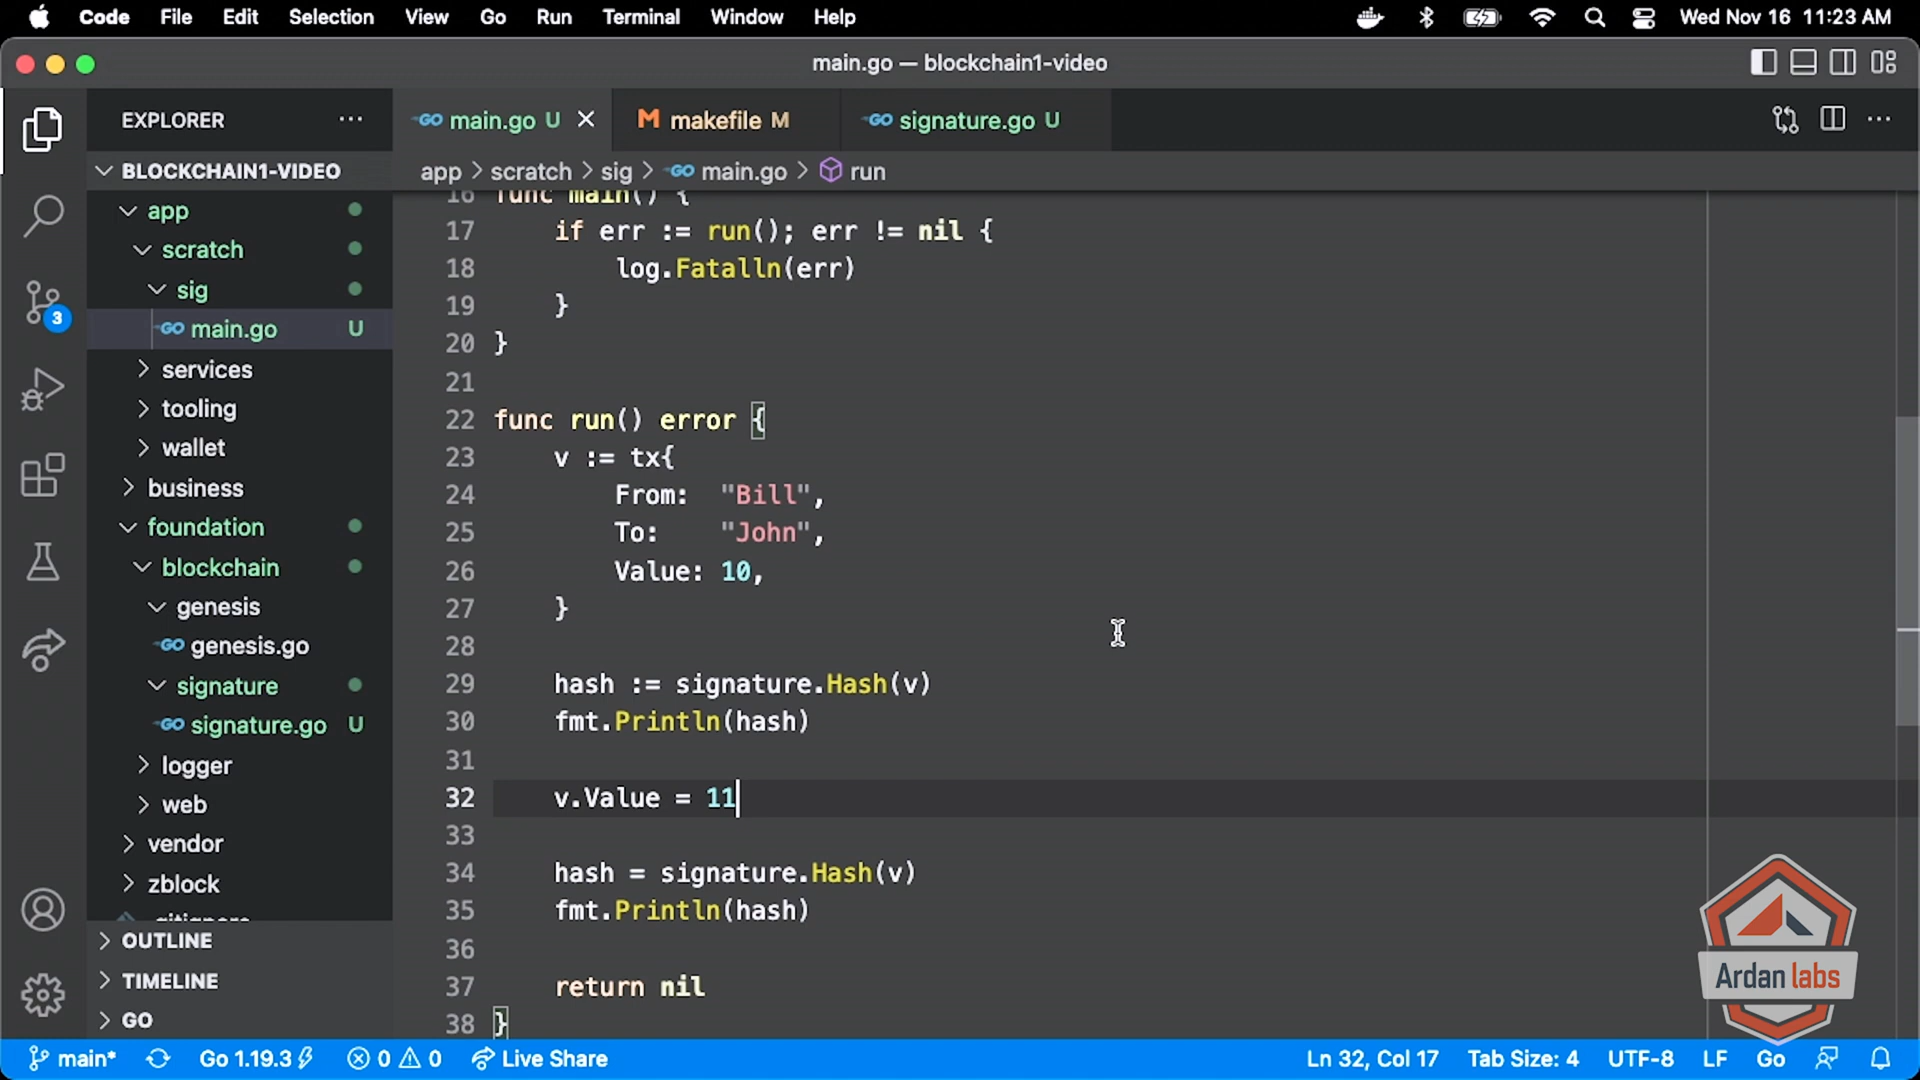 Code File Edit Selection View Go Run Terminal Window Help Wed Nov 16 11:23 AM
main.go — blockchain1-video
EXPLORER ···
main.go U
makefile M
signature.go U
BLOCKCHAIN1-VIDEO
app > scratch > sig > main.go > run
app
scratch
sig
main.go U
services
tooling
wallet
business
foundation
blockchain
genesis
genesis.go
signature
signature.go U
logger
web
vendor
zblock
.gitignore
OUTLINE
TIMELINE
GO
3
16 func main() {
17 if err := run(); err != nil {
18 log.Fatalln(err)
19 }
20 }
21
22 func run() error {
23 v := tx{
24 From: "Bill",
25 To: "John",
26 Value: 10,
27 }
28
29 hash := signature.Hash(v)
30 fmt.Println(hash)
31
32 v.Value = 11
33
34 hash = signature.Hash(v)
35 fmt.Println(hash)
36
37 return nil
38 }
Ardan labs
main* Go 1.19.3 0 0 Live Share Ln 32, Col 17 Tab Size: 4 UTF-8 LF Go